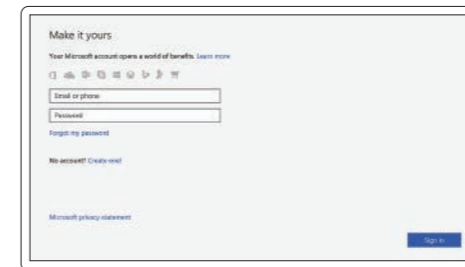 Make it yours
Your Microsoft account opens a world of benefits. Learn more
Email or phone
Password
Forgot my password
No account? Create one!
Microsoft privacy statement
Sign in